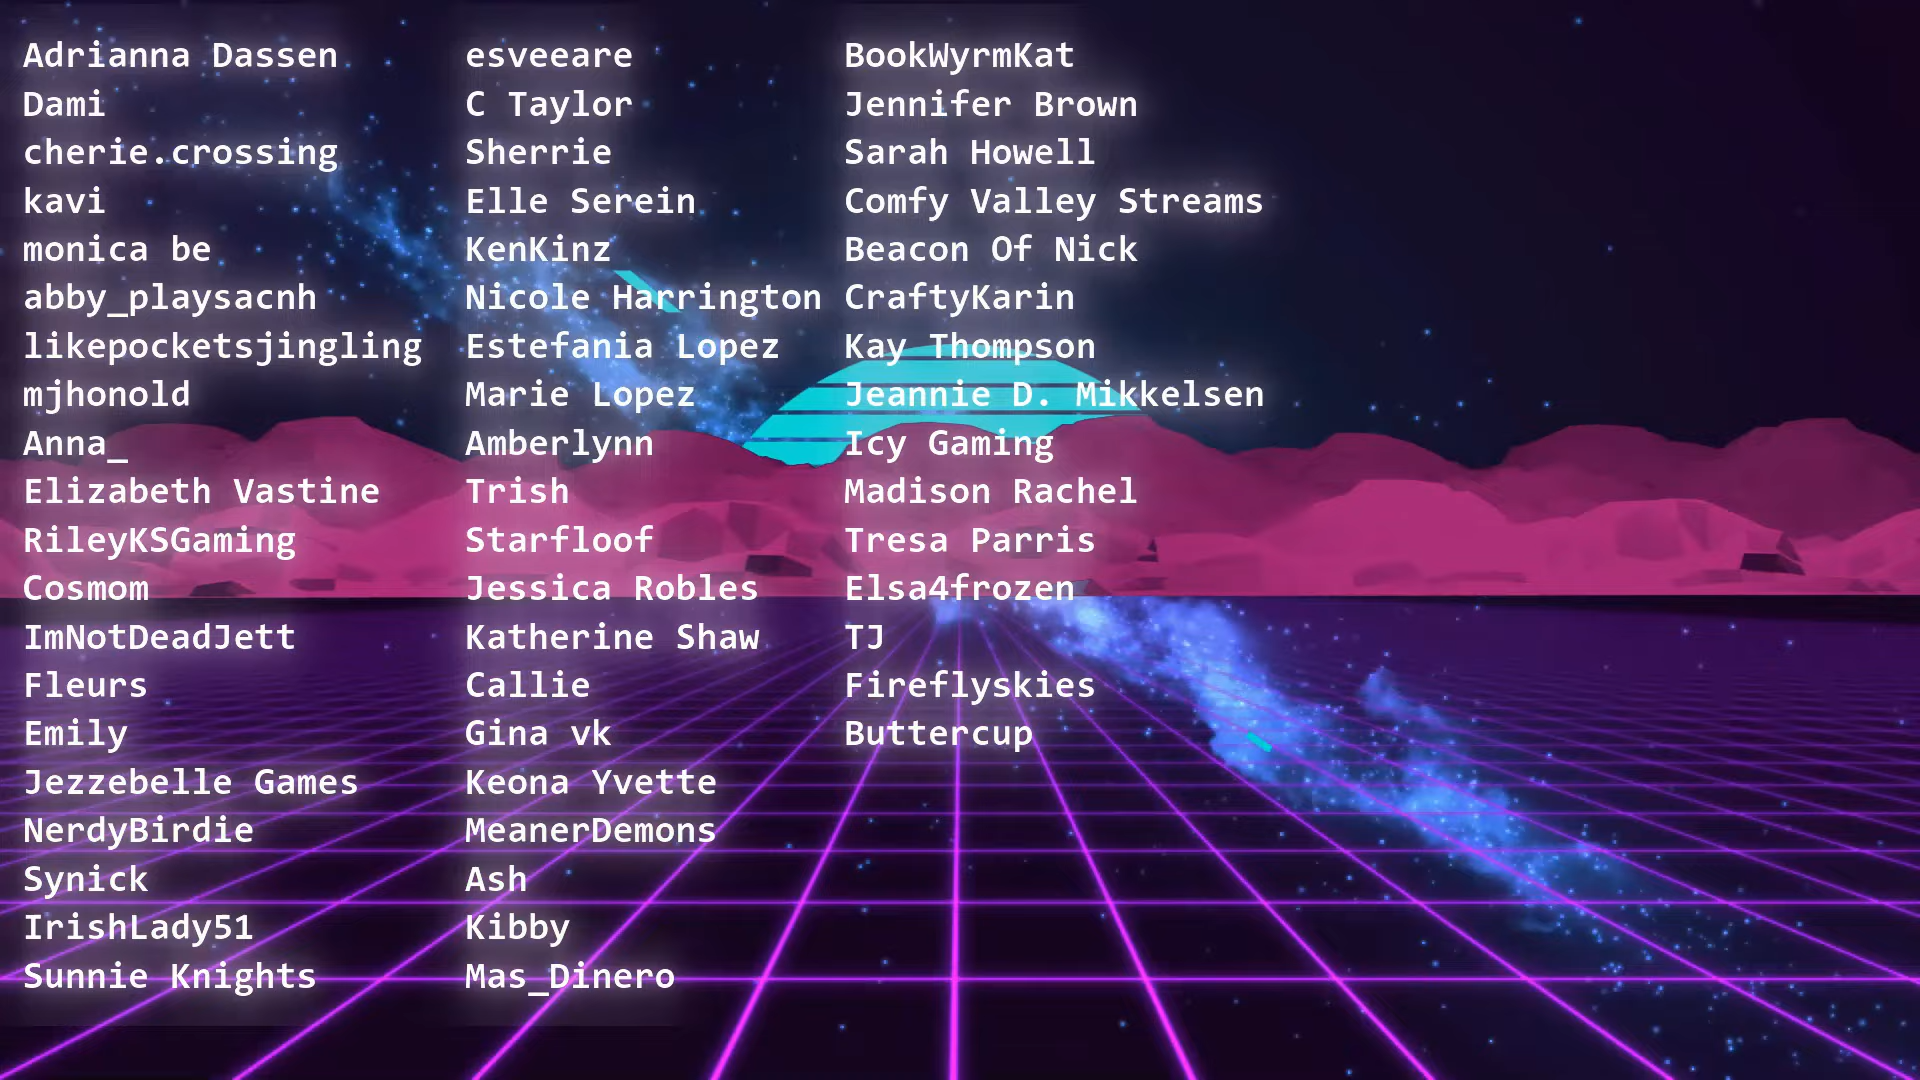 Adrianna Dassen
Dami
cherie.crossing
kavi
monica be
abby_playsacnh
likepocketsjingling
mjhonold
Anna_
Elizabeth Vastine
RileyKSGaming
Cosmom
ImNotDeadJett
Fleurs
Emily
Jezzebelle Games
NerdyBirdie
Synick
IrishLady51
Sunnie Knights
esveeare
C Taylor
Sherrie
Elle Serein
KenKinz
Nicole Harrington
Estefania Lopez
Marie Lopez
Amberlynn
Trish
Starfloof
Jessica Robles
Katherine Shaw
Callie
Gina vk
Keona Yvette
MeanerDemons
Ash
Kibby
Mas_Dinero
BookWyrmKat
Jennifer Brown
Sarah Howell
Comfy Valley Streams
Beacon Of Nick
CraftyKarin
Kay Thompson
Jeannie D. Mikkelsen
Icy Gaming
Madison Rachel
Tresa Parris
Elsa4frozen
TJ
Fireflyskies
Buttercup